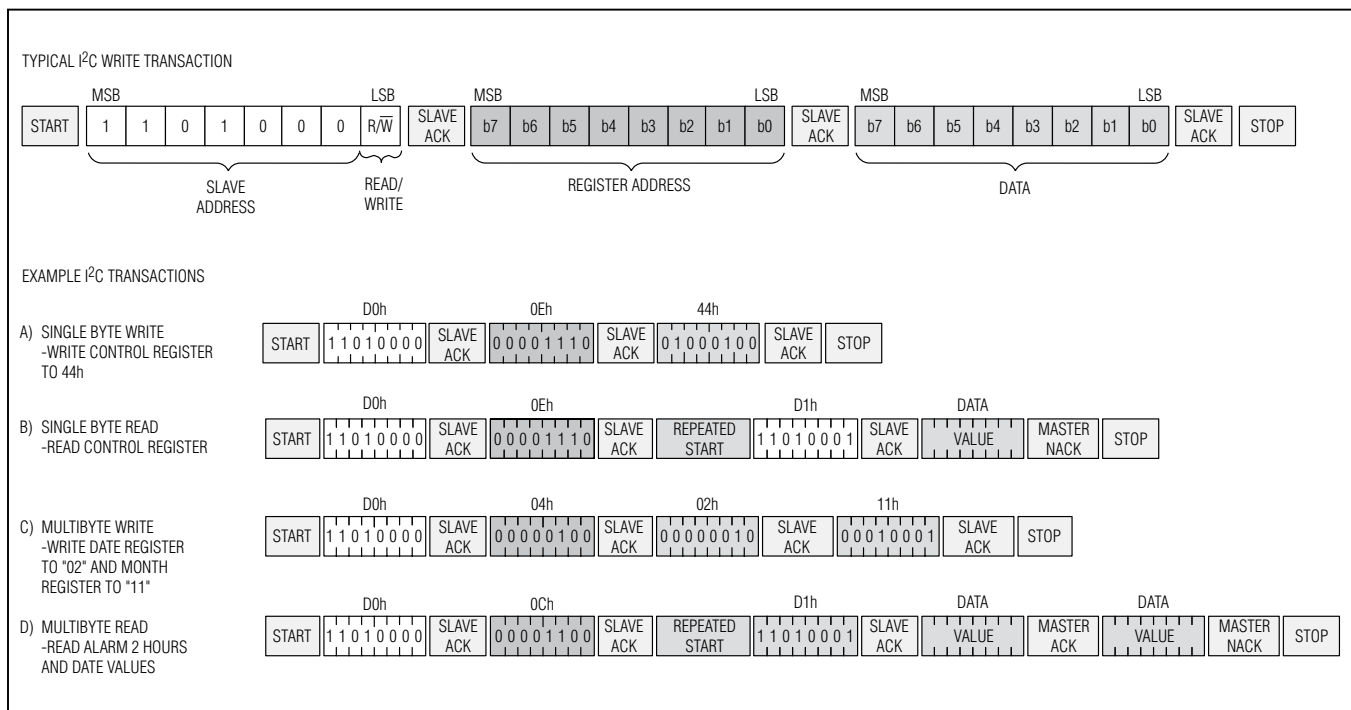 TYPICAL I²C WRITE TRANSACTION
MSB LSB MSB LSB MSB LSB
START 1 1 0 1 0 0 0 R/W̅ SLAVE ACK b7 b6 b5 b4 b3 b2 b1 b0 SLAVE ACK b7 b6 b5 b4 b3 b2 b1 b0 SLAVE ACK STOP
SLAVE ADDRESS READ/WRITE REGISTER ADDRESS DATA
EXAMPLE I²C TRANSACTIONS
D0h 0Eh 44h
A) SINGLE BYTE WRITE
-WRITE CONTROL REGISTER
TO 44h
START 11010000 SLAVE ACK 00001110 SLAVE ACK 01000100 SLAVE ACK STOP
D0h 0Eh D1h DATA
B) SINGLE BYTE READ
-READ CONTROL REGISTER
START 11010000 SLAVE ACK 00001110 SLAVE ACK REPEATED START 11010001 SLAVE ACK VALUE MASTER NACK STOP
D0h 04h 02h 11h
C) MULTIBYTE WRITE
-WRITE DATE REGISTER
TO "02" AND MONTH
REGISTER TO "11"
START 11010000 SLAVE ACK 00000100 SLAVE ACK 00000010 SLAVE ACK 00010001 SLAVE ACK STOP
D0h 0Ch D1h DATA DATA
D) MULTIBYTE READ
-READ ALARM 2 HOURS
AND DATE VALUES
START 11010000 SLAVE ACK 00001100 SLAVE ACK REPEATED START 11010001 SLAVE ACK VALUE MASTER ACK VALUE MASTER NACK STOP